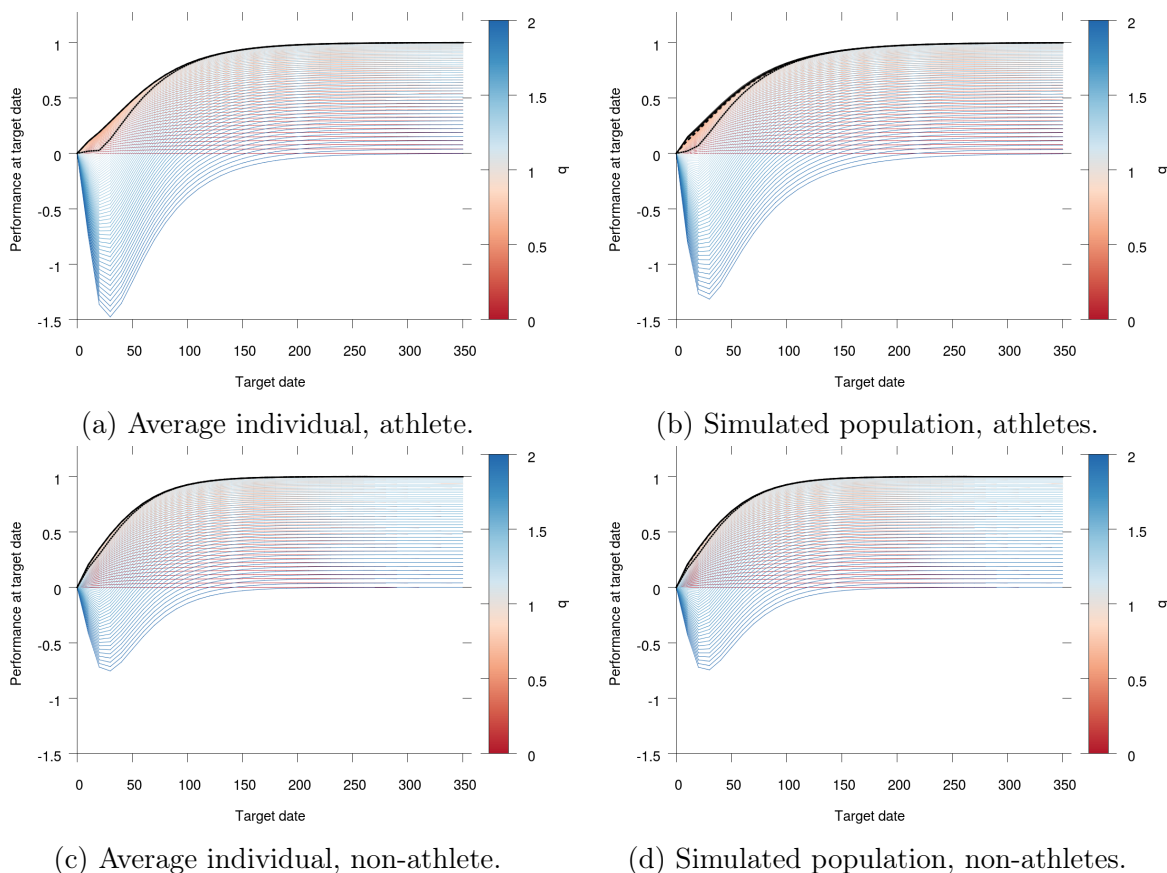 1
0.5
0
-0.5
-1
-1.5
Performance at target date
0 50 100 150 200 250 300 350
Target date
2
1.5
1
0.5
0
q
(a) Average individual, athlete.
1
0.5
0
-0.5
-1
-1.5
Performance at target date
0 50 100 150 200 250 300 350
Target date
2
1.5
1
0.5
0
q
(b) Simulated population, athletes.
1
0.5
0
-0.5
-1
-1.5
Performance at target date
0 50 100 150 200 250 300 350
Target date
2
1.5
1
0.5
0
q
(c) Average individual, non-athlete.
1
0.5
0
-0.5
-1
-1.5
Performance at target date
0 50 100 150 200 250 300 350
Target date
2
1.5
1
0.5
0
q
(d) Simulated population, non-athletes.